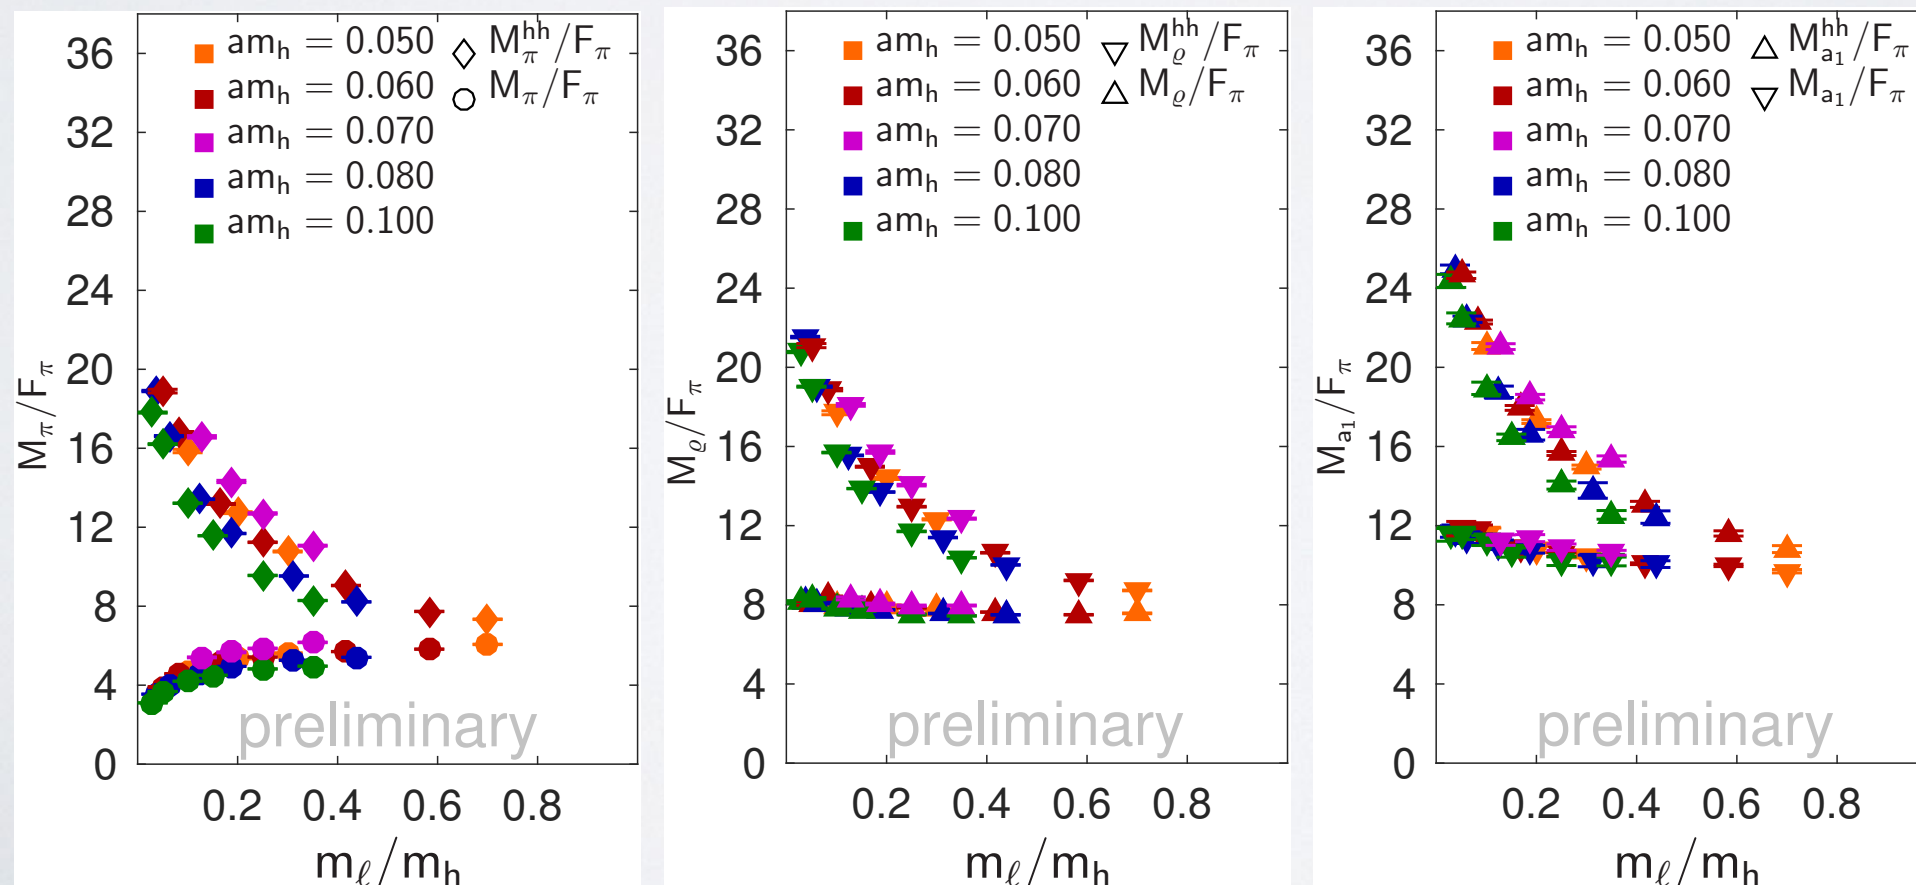 36
32
28
24
20
16
12
8
4
0
M_π/F_π
am_h = 0.050
am_h = 0.060
am_h = 0.070
am_h = 0.080
am_h = 0.100
M_π^hh/F_π
M_π/F_π
preliminary
0.2 0.4 0.6 0.8
m_ℓ/m_h
36
32
28
24
20
16
12
8
4
0
M_ϱ/F_π
am_h = 0.050
am_h = 0.060
am_h = 0.070
am_h = 0.080
am_h = 0.100
M_ϱ^hh/F_π
M_ϱ/F_π
preliminary
0.2 0.4 0.6 0.8
m_ℓ/m_h
36
32
28
24
20
16
12
8
4
0
M_a₁/F_π
am_h = 0.050
am_h = 0.060
am_h = 0.070
am_h = 0.080
am_h = 0.100
M_a₁^hh/F_π
M_a₁/F_π
preliminary
0.2 0.4 0.6 0.8
m_ℓ/m_h